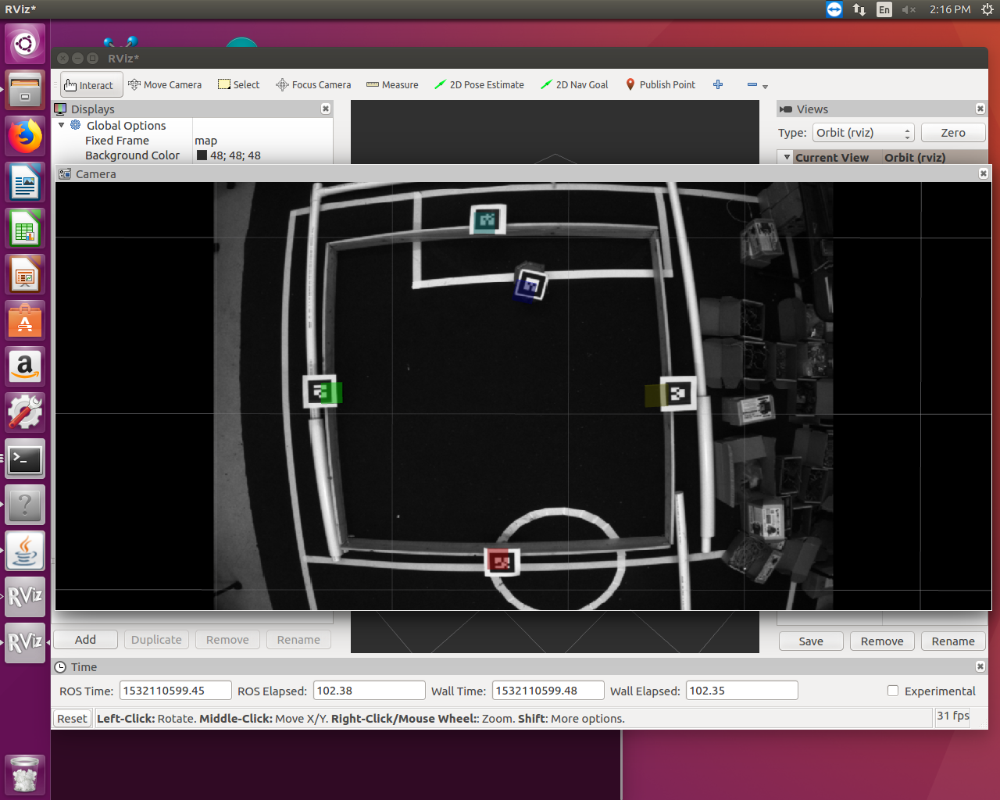 RViz*
En
2:16 PM
RViz*
Interact
Move Camera
Select
Focus Camera
Measure
2D Pose Estimate
2D Nav Goal
Publish Point
Displays
Views
Global Options
Fixed Frame map
Background Color 48; 48; 48
Type: Orbit (rviz) Zero
Current View Orbit (rviz)
Camera
Add Duplicate Remove Rename
Save Remove Rename
Time
ROS Time: 1532110599.45 ROS Elapsed: 102.38 Wall Time: 1532110599.48 Wall Elapsed: 102.35 Experimental
Reset Left-Click: Rotate. Middle-Click: Move X/Y. Right-Click/Mouse Wheel:: Zoom. Shift: More options. 31 fps
RViz
RViz